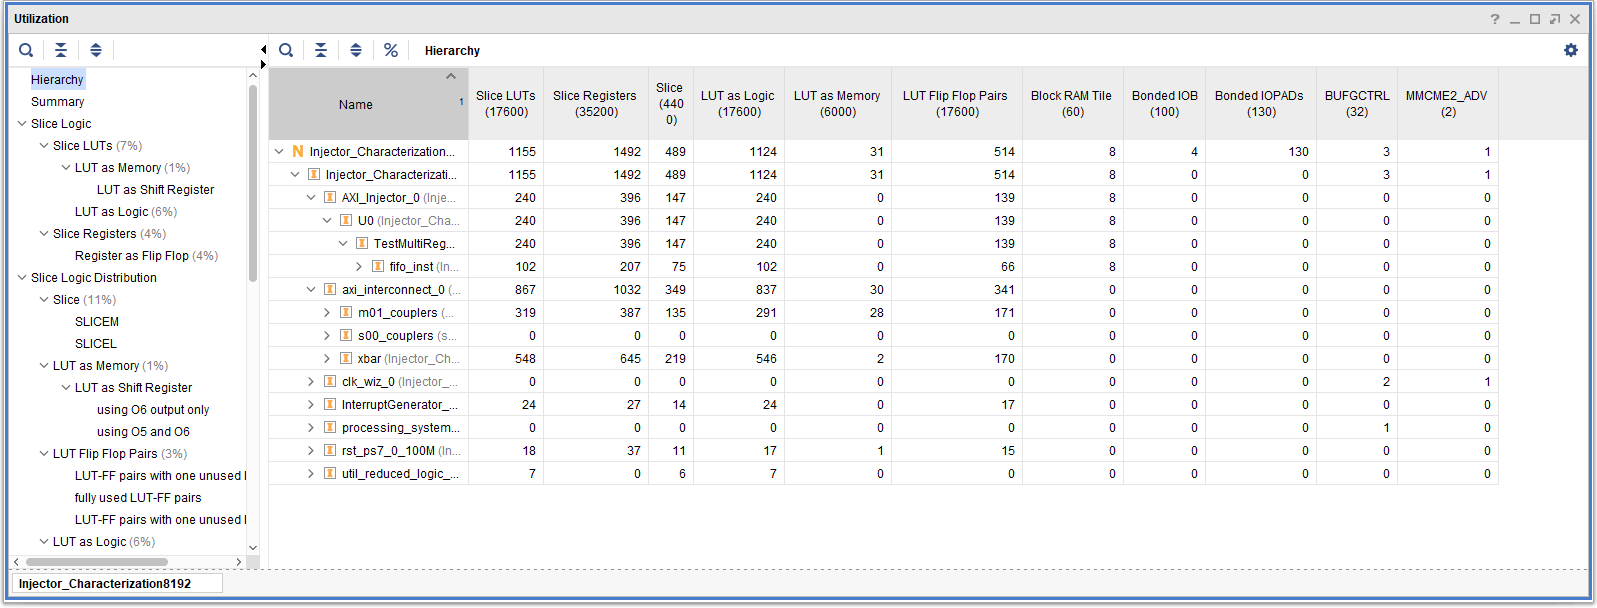 Utilization
Hierarchy
Hierarchy
Summary
Slice Logic
Slice LUTs (7%)
LUT as Memory (1%)
LUT as Shift Register
LUT as Logic (6%)
Slice Registers (4%)
Register as Flip Flop (4%)
Slice Logic Distribution
Slice (11%)
SLICEM
SLICEL
LUT as Memory (1%)
LUT as Shift Register
using O6 output only
using O5 and O6
LUT Flip Flop Pairs (3%)
LUT-FF pairs with one unused
fully used LUT-FF pairs
LUT-FF pairs with one unused
LUT as Logic (6%)
Name 1 Slice LUTs (17600) Slice Registers (35200) Slice (4400) LUT as Logic (17600) LUT as Memory (6000) LUT Flip Flop Pairs (17600) Block RAM Tile (60) Bonded IOB (100) Bonded IOPADs (130) BUFGCTRL (32) MMCME2_ADV (2)
N Injector_Characterization... 1155 1492 489 1124 31 514 8 4 130 3 1
Injector_Characterizati... 1155 1492 489 1124 31 514 8 0 0 3 1
AXI_Injector_0 (Inje... 240 396 147 240 0 139 8 0 0 0 0
U0 (Injector_Cha... 240 396 147 240 0 139 8 0 0 0 0
TestMultiReg... 240 396 147 240 0 139 8 0 0 0 0
fifo_inst (In... 102 207 75 102 0 66 8 0 0 0 0
axi_interconnect_0 (... 867 1032 349 837 30 341 0 0 0 0 0
m01_couplers (... 319 387 135 291 28 171 0 0 0 0 0
s00_couplers (s... 0 0 0 0 0 0 0 0 0 0 0
xbar (Injector_Ch... 548 645 219 546 2 170 0 0 0 0 0
clk_wiz_0 (Injector_... 0 0 0 0 0 0 0 0 0 2 1
InterruptGenerator_... 24 27 14 24 0 17 0 0 0 0 0
processing_system... 0 0 0 0 0 0 0 0 0 1 0
rst_ps7_0_100M (In... 18 37 11 17 1 15 0 0 0 0 0
util_reduced_logic_... 7 0 6 7 0 0 0 0 0 0 0
Injector_Characterization8192